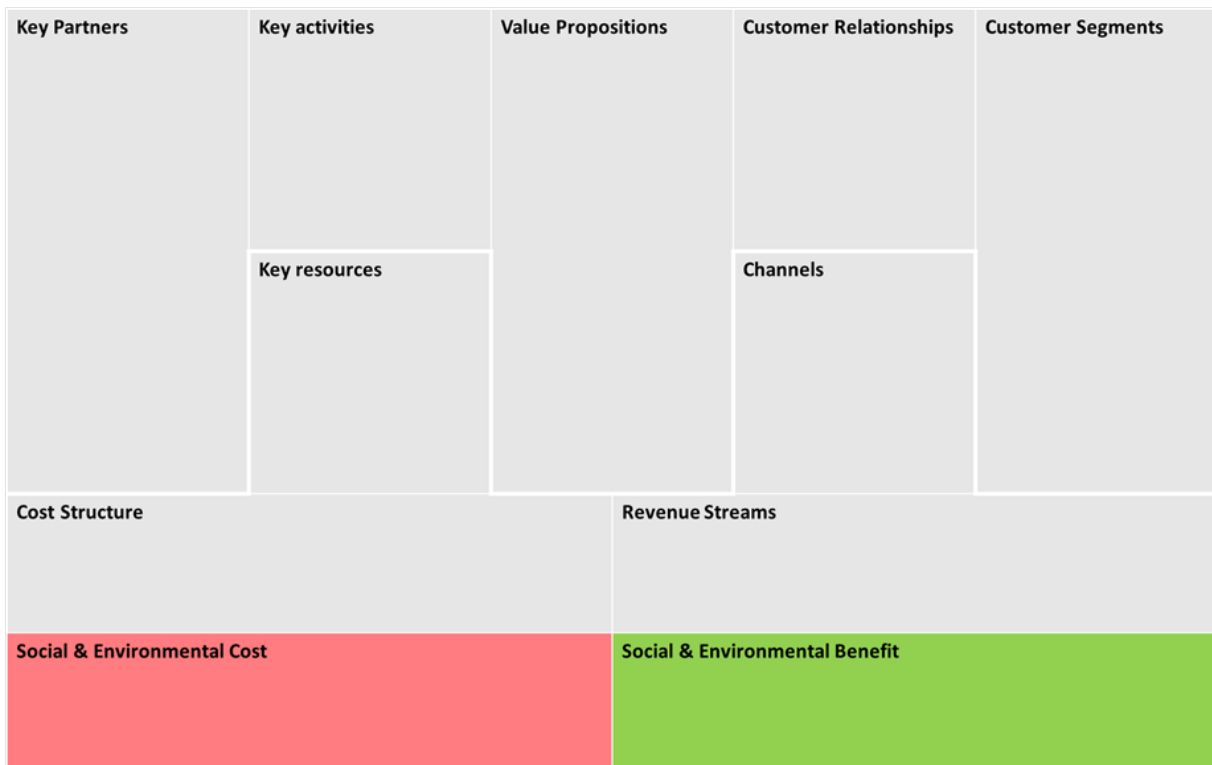 Key Partners
Key activities
Value Propositions
Customer Relationships
Customer Segments
Key resources
Channels
Cost Structure
Revenue Streams
Social & Environmental Cost
Social & Environmental Benefit